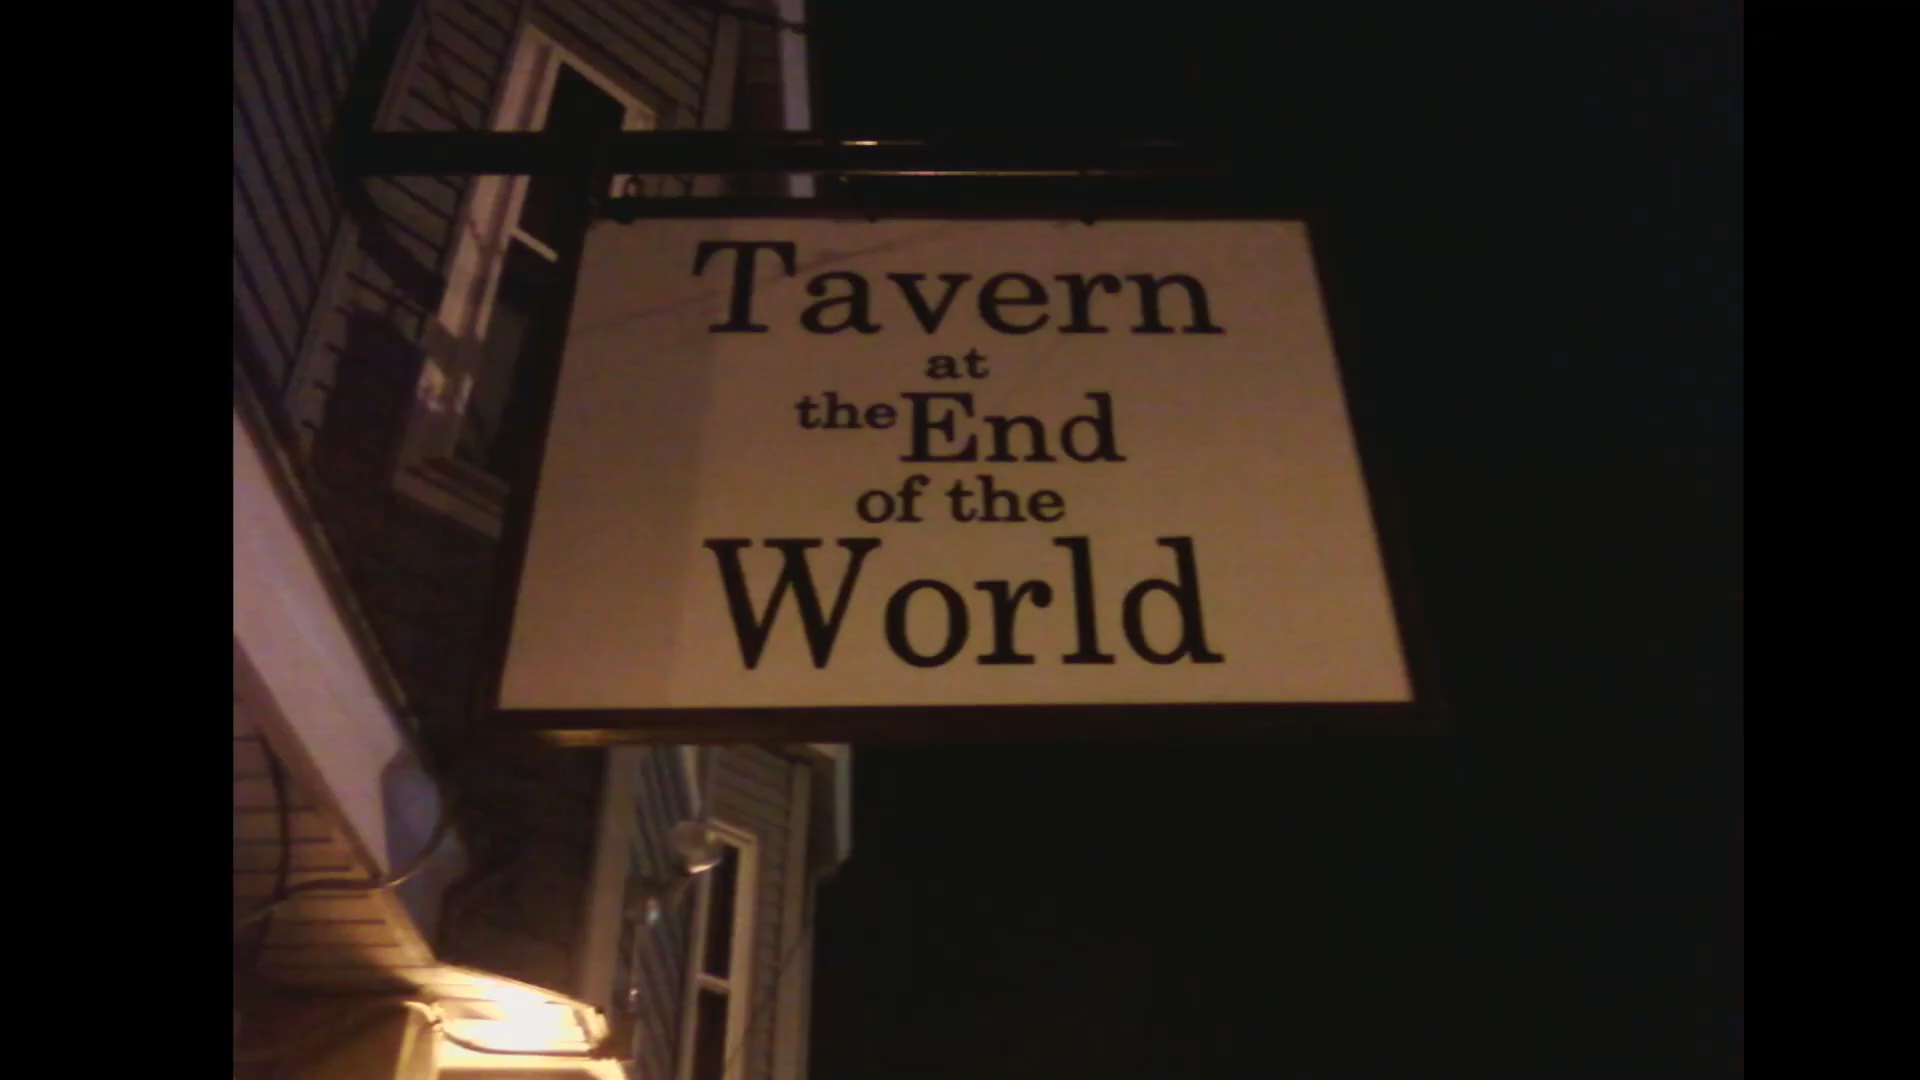 Tavern
at
the End
of the
World